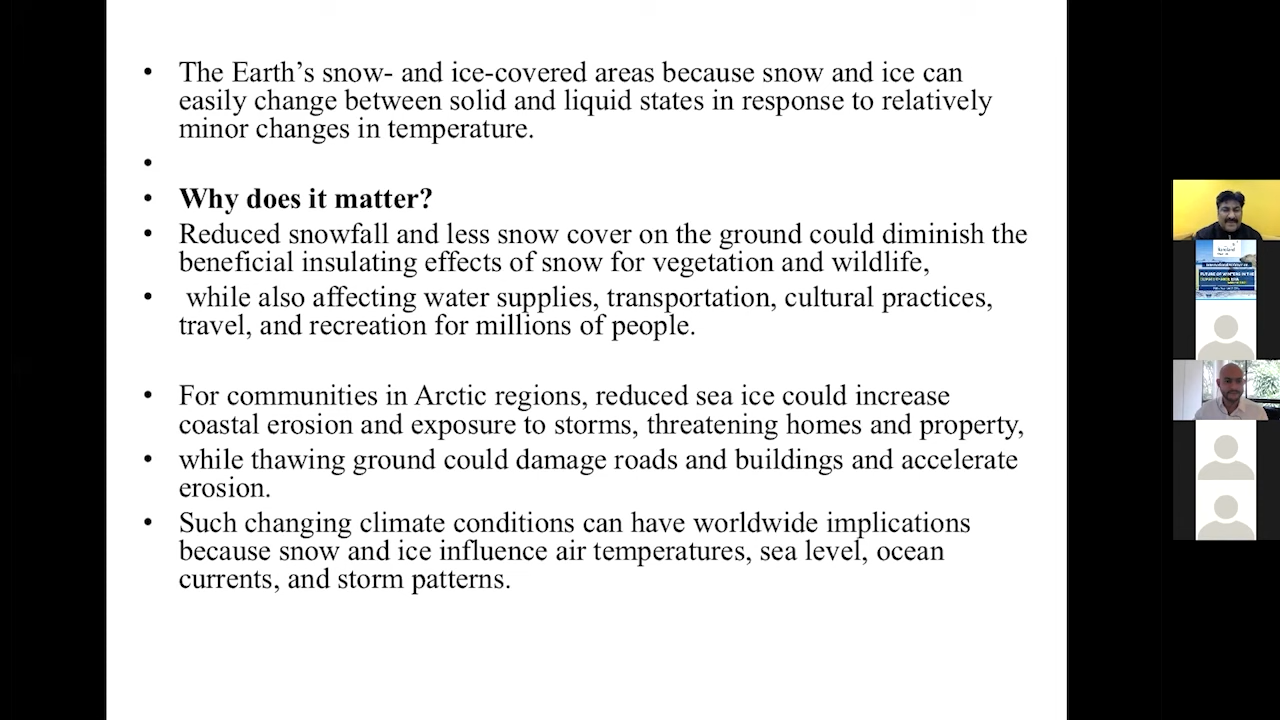 • The Earth’s snow- and ice-covered areas because snow and ice can
easily change between solid and liquid states in response to relatively
minor changes in temperature.
•
• Why does it matter?
• Reduced snowfall and less snow cover on the ground could diminish the
beneficial insulating effects of snow for vegetation and wildlife,
• while also affecting water supplies, transportation, cultural practices,
travel, and recreation for millions of people.
• For communities in Arctic regions, reduced sea ice could increase
coastal erosion and exposure to storms, threatening homes and property,
• while thawing ground could damage roads and buildings and accelerate
erosion.
• Such changing climate conditions can have worldwide implications
because snow and ice influence air temperatures, sea level, ocean
currents, and storm patterns.
FUTURE OF WINTERS IN THE